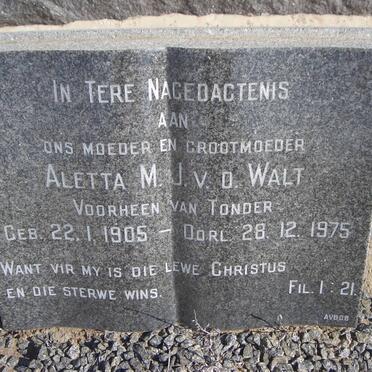 IN TERE NAGEDAGTENIS
AAN
ONS MOEDER EN GROOTMOEDER
ALETTA M. J. V. D. WALT
VOORHEEN VAN TONDER
GEB. 22. 1. 1905 – OORL. 28. 12. 1975
WANT VIR MY IS DIE LEWE CHRISTUS
EN DIE STERWE WINS.
FIL. 1 : 21
AVBOB